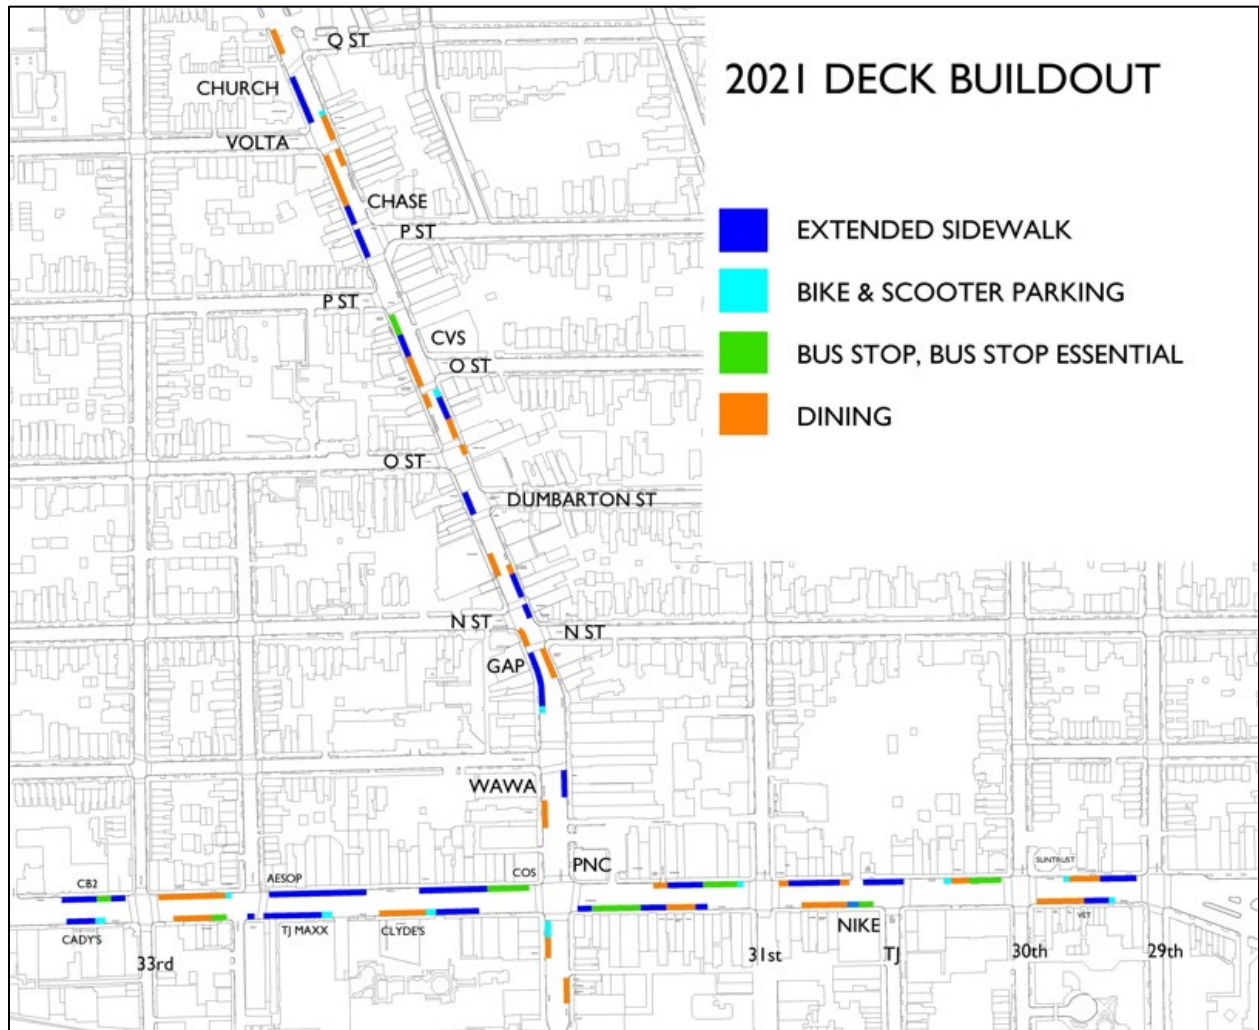 Q ST
2021 DECK BUILDOUT
CHURCH
VOLTA
CHASE
P ST
EXTENDED SIDEWALK
BIKE & SCOOTER PARKING
P ST
CVS
O ST
BUS STOP, BUS STOP ESSENTIAL
DINING
O ST
DUMBARTON ST
N ST
N ST
GAP
WAWA
PNC
SUNTRUST
CB2
AESOP
COS
CADY'S
TJ MAXX
CLYDE'S
NIKE
VET
33rd
31st
TJ
30th
29th